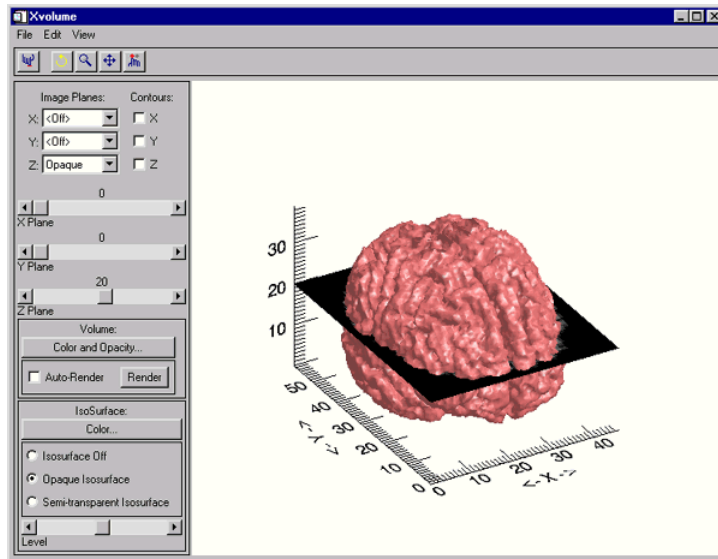 Xvolume
File Edit View
Image Planes: Contours:
X: <Off> X
Y: <Off> Y
Z: Opaque Z
0
X Plane
0
Y Plane
20
Z Plane
Volume:
Color and Opacity...
Auto-Render Render
IsoSurface:
Color...
Isosurface Off
Opaque Isosurface
Semi-transparent Isosurface
Level
30
20
10
50
40
30
20
10
0
<-Y->
0
10
20
30
40
<-X->